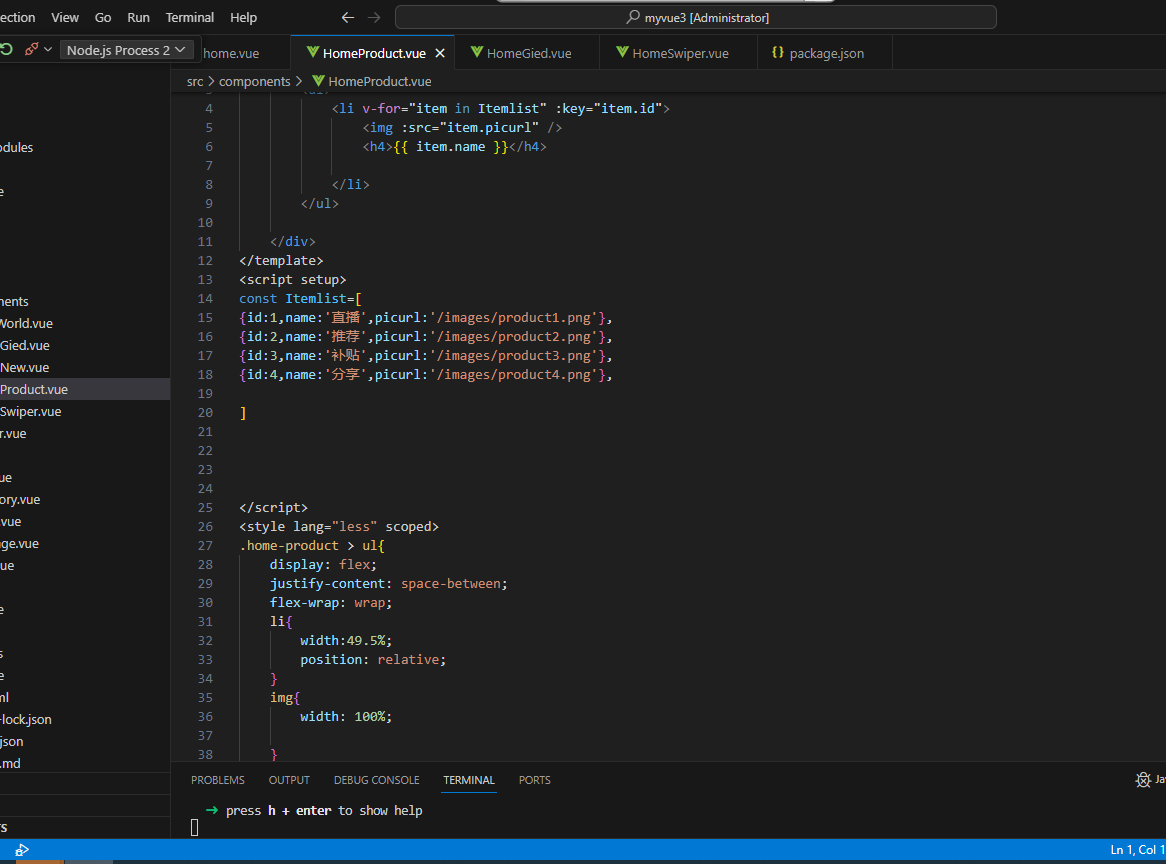 ection View Go Run Terminal Help
myvue3 [Administrator]
Node.js Process 2
home.vue
HomeProduct.vue
HomeGied.vue
HomeSwiper.vue
{} package.json
src > components > HomeProduct.vue
odules
e
nents
World.vue
Gied.vue
New.vue
Product.vue
Swiper.vue
r.vue
ue
ory.vue
.vue
age.vue
ue
e
s
e
ml
-lock.json
json
.md
rs
4 <li v-for="item in Itemlist" :key="item.id">
5 <img :src="item.picurl" />
6 <h4>{{ item.name }}</h4>
7
8 </li>
9 </ul>
10
11 </div>
12 </template>
13 <script setup>
14 const Itemlist=[
15 {id:1,name:'直播',picurl:'/images/product1.png'},
16 {id:2,name:'推荐',picurl:'/images/product2.png'},
17 {id:3,name:'补贴',picurl:'/images/product3.png'},
18 {id:4,name:'分享',picurl:'/images/product4.png'},
19
20 ]
21
22
23
24
25 </script>
26 <style lang="less" scoped>
27 .home-product > ul{
28 display: flex;
29 justify-content: space-between;
30 flex-wrap: wrap;
31 li{
32 width:49.5%;
33 position: relative;
34 }
35 img{
36 width: 100%;
37
38 }
PROBLEMS OUTPUT DEBUG CONSOLE TERMINAL PORTS
Jav
➜ press h + enter to show help
Ln 1, Col 1